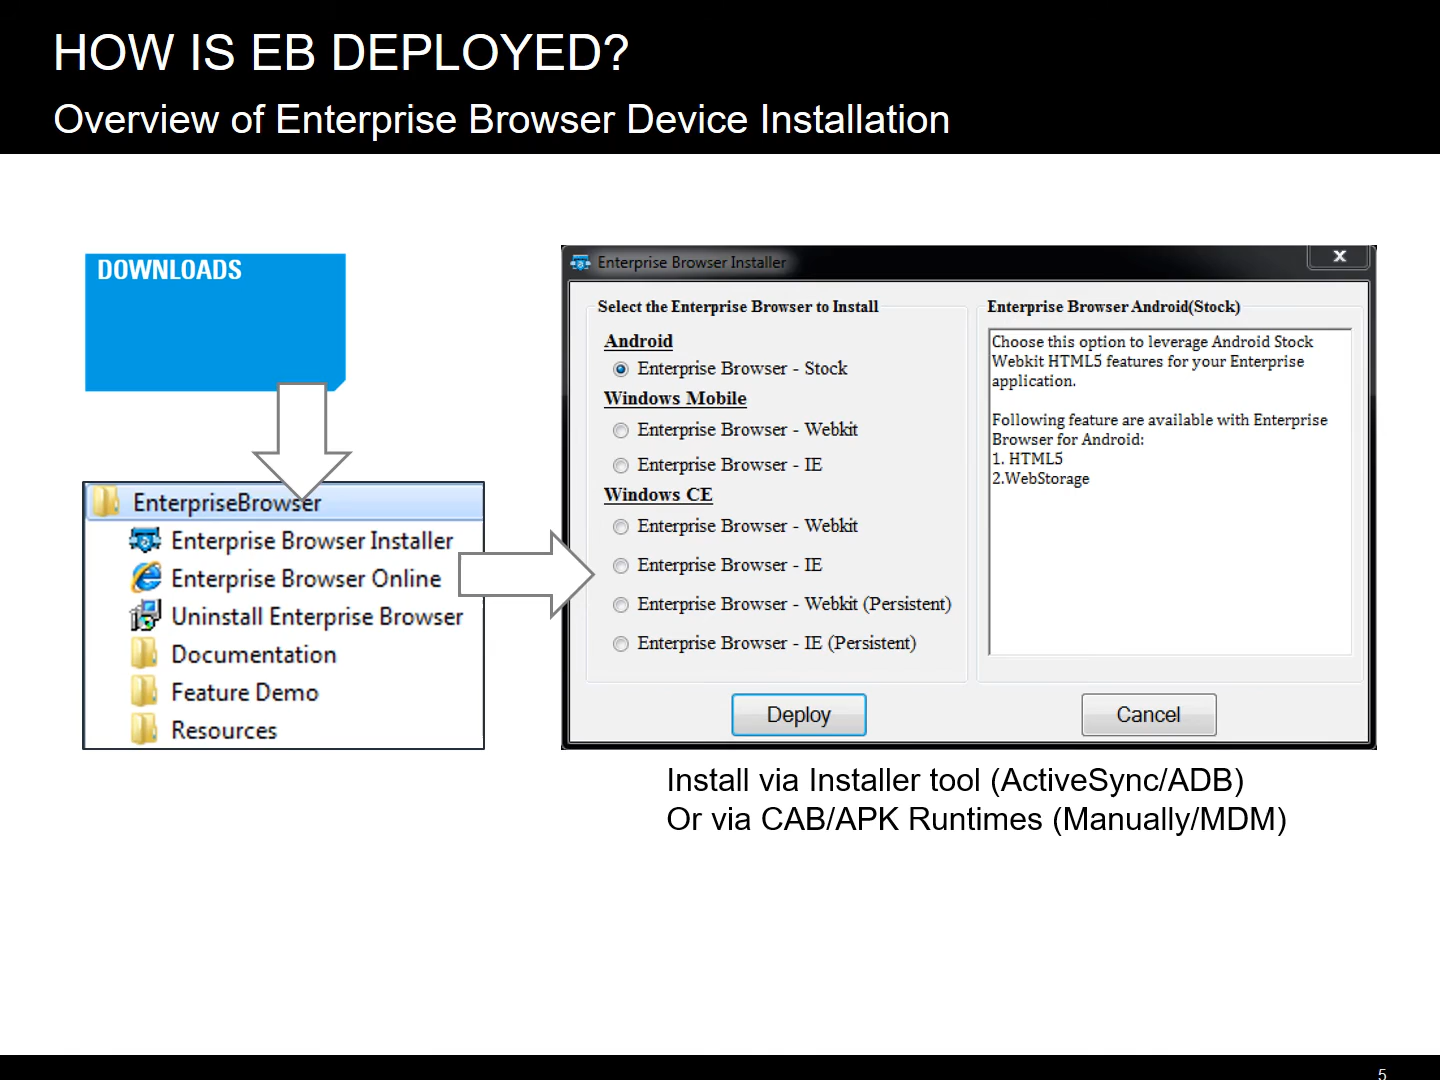 HOW IS EB DEPLOYED?
Overview of Enterprise Browser Device Installation
DOWNLOADS
EnterpriseBrowser
Enterprise Browser Installer
Enterprise Browser Online
Uninstall Enterprise Browser
Documentation
Feature Demo
Resources
Enterprise Browser Installer
X
Select the Enterprise Browser to Install
Android
Enterprise Browser - Stock
Windows Mobile
Enterprise Browser - Webkit
Enterprise Browser - IE
Windows CE
Enterprise Browser - Webkit
Enterprise Browser - IE
Enterprise Browser - Webkit (Persistent)
Enterprise Browser - IE (Persistent)
Enterprise Browser Android(Stock)
Choose this option to leverage Android Stock
Webkit HTML5 features for your Enterprise
application.
Following feature are available with Enterprise
Browser for Android:
1. HTML5
2.WebStorage
Deploy
Cancel
Install via Installer tool (ActiveSync/ADB)
Or via CAB/APK Runtimes (Manually/MDM)
5